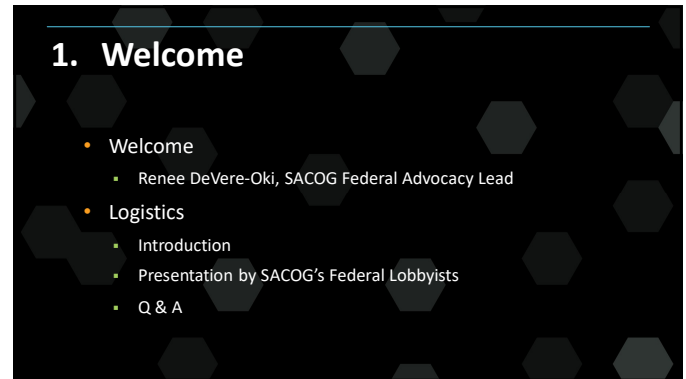 1. Welcome
• Welcome
▪ Renee DeVere-Oki, SACOG Federal Advocacy Lead
• Logistics
▪ Introduction
▪ Presentation by SACOG's Federal Lobbyists
▪ Q & A